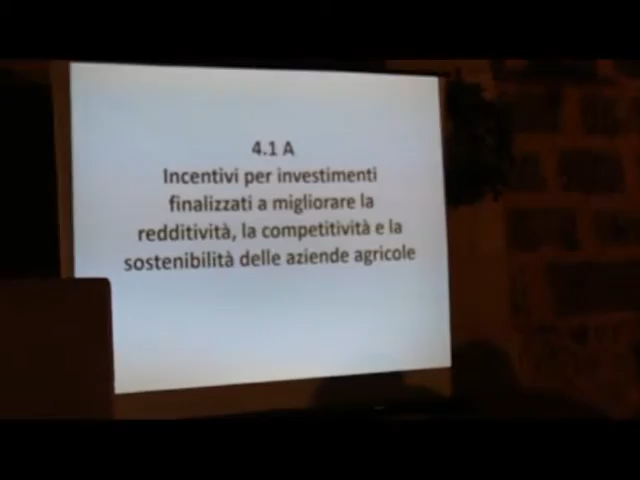 4.1 A
Incentivi per investimenti
finalizzati a migliorare la
redditività, la competitività e la
sostenibilità delle aziende agricole